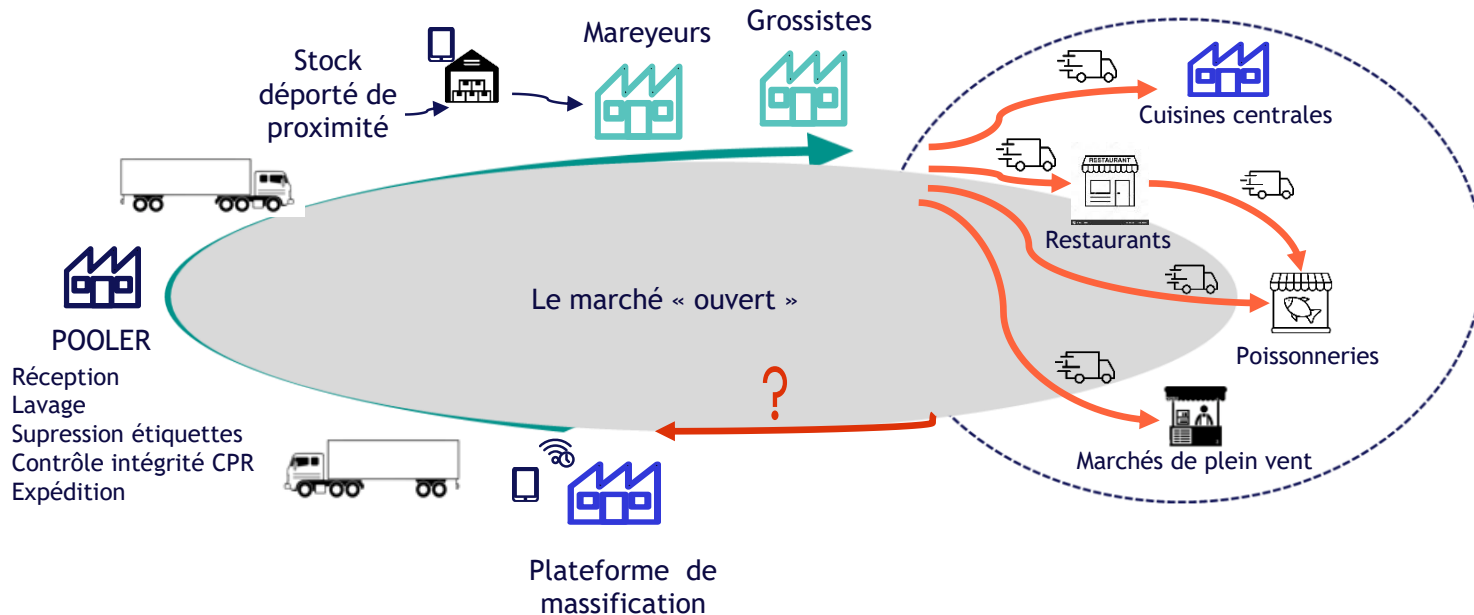 Grossistes
Mareyeurs
Stock
déporté de
proximité
Cuisines centrales
RESTAURANT
Restaurants
Le marché « ouvert »
POOLER
Poissonneries
Réception
Lavage
Supression étiquettes
Contrôle intégrité CPR
Expédition
?
Marchés de plein vent
Plateforme de
massification